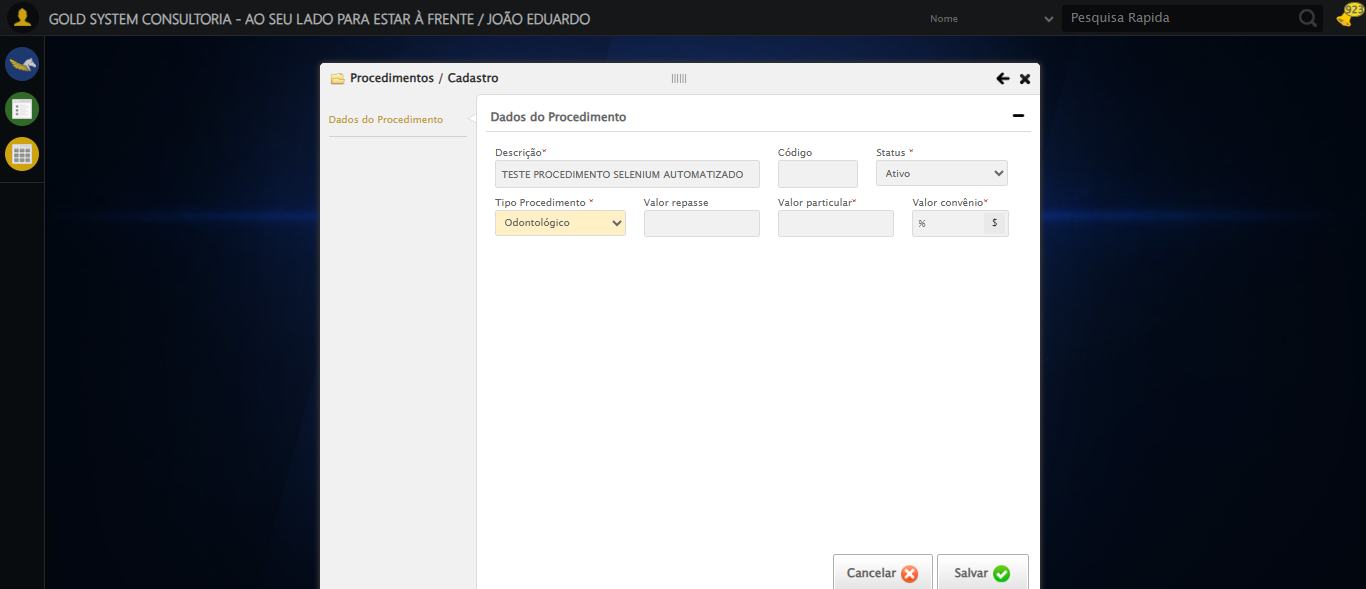 GOLD SYSTEM CONSULTORIA - AO SEU LADO PARA ESTAR À FRENTE / JOÃO EDUARDO
Nome
Pesquisa Rapida
923
Procedimentos / Cadastro
Dados do Procedimento
Dados do Procedimento
Descrição*
Código
Status *
TESTE PROCEDIMENTO SELENIUM AUTOMATIZADO
Ativo
Tipo Procedimento *
Valor repasse
Valor particular*
Valor convênio*
Odontológico
%
$
Cancelar
Salvar